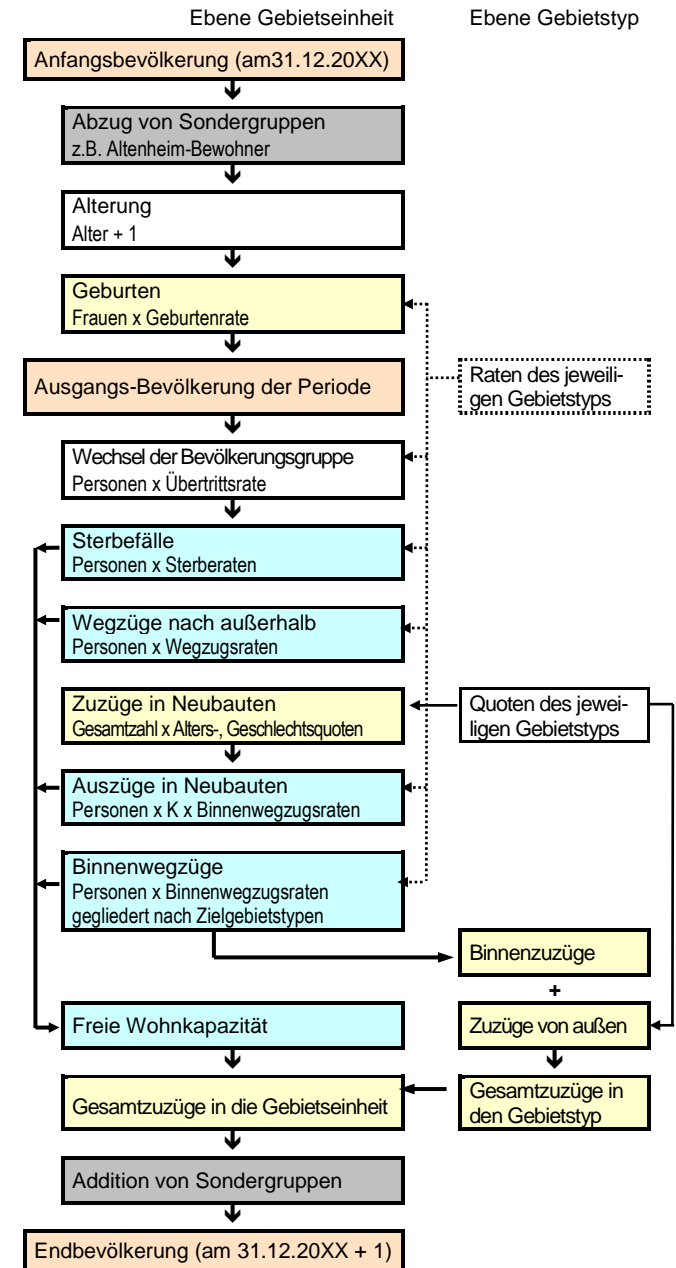 Ebene Gebietseinheit
Ebene Gebietstyp
Anfangsbevölkerung (am31.12.20XX)
Abzug von Sondergruppen
z.B. Altenheim-Bewohner
Alterung
Alter + 1
Geburten
Frauen x Geburtenrate
Ausgangs-Bevölkerung der Periode
Raten des jeweili-
gen Gebietstyps
Wechsel der Bevölkerungsgruppe
Personen x Übertrittsrate
Sterbefälle
Personen x Sterberaten
Wegzüge nach außerhalb
Personen x Wegzugsraten
Zuzüge in Neubauten
Gesamtzahl x Alters-, Geschlechtsquoten
Quoten des jewei-
ligen Gebietstyps
Auszüge in Neubauten
Personen x K x Binnenwegzugsraten
Binnenwegzüge
Personen x Binnenwegzugsraten
gegliedert nach Zielgebietstypen
Binnenzuzüge
+
Freie Wohnkapazität
Zuzüge von außen
Gesamtzuzüge in die Gebietseinheit
Gesamtzuzüge in
den Gebietstyp
Addition von Sondergruppen
Endbevölkerung (am 31.12.20XX + 1)